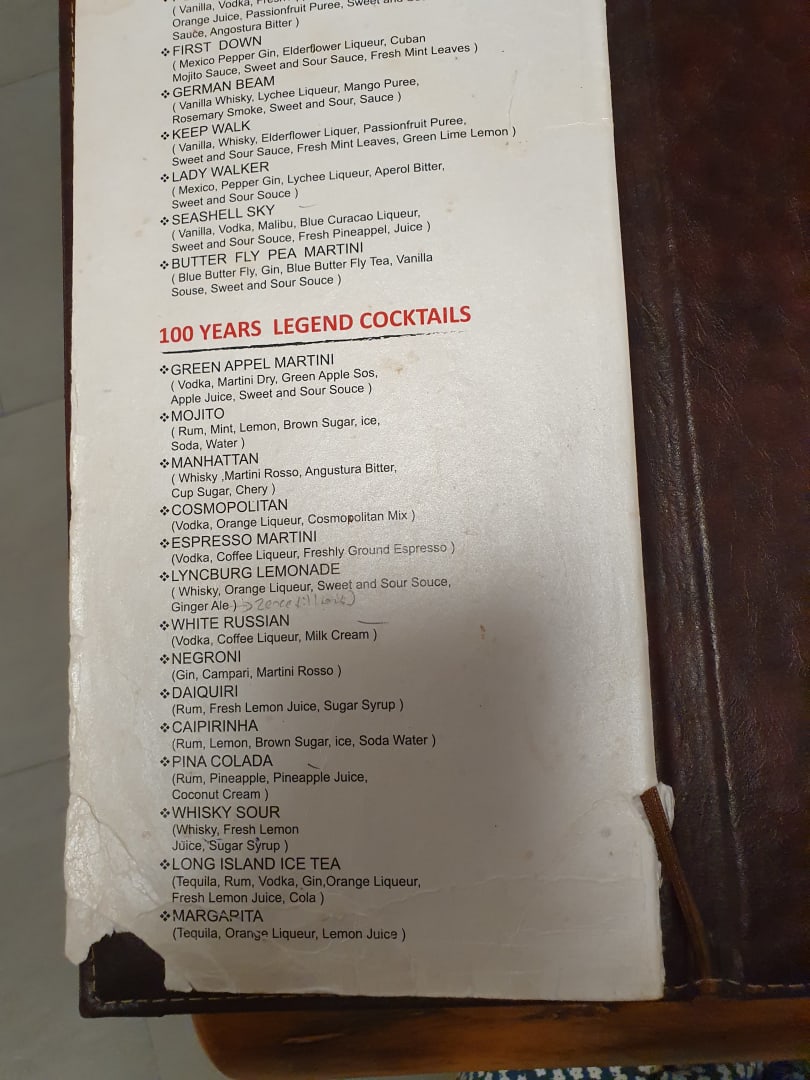 ( Vanilla, Vodka,
Orange Juice, Passionfruit Puree, Sweet and
Sauce, Angostura Bitter )
❖FIRST DOWN
( Mexico Pepper Gin, Elderflower Liqueur, Cuban
Mojito Sauce, Sweet and Sour Sauce, Fresh Mint Leaves )
❖GERMAN BEAM
( Vanilla Whisky, Lychee Liqueur, Mango Puree,
Rosemary Smoke, Sweet and Sour, Sauce )
❖KEEP WALK
( Vanilla, Whisky, Elderflower Liquer, Passionfruit Puree,
Sweet and Sour Sauce, Fresh Mint Leaves, Green Lime Lemon )
❖LADY WALKER
( Mexico, Pepper Gin, Lychee Liqueur, Aperol Bitter,
Sweet and Sour Souce )
❖SEASHELL SKY
( Vanilla, Vodka, Malibu, Blue Curacao Liqueur,
Sweet and Sour Souce, Fresh Pineappel, Juice )
❖BUTTER FLY PEA MARTINI
( Blue Butter Fly, Gin, Blue Butter Fly Tea, Vanilla
Souse, Sweet and Sour Souce )
100 YEARS LEGEND COCKTAILS
❖GREEN APPEL MARTINI
( Vodka, Martini Dry, Green Apple Sos,
Apple Juice, Sweet and Sour Souce )
❖MOJITO
( Rum, Mint, Lemon, Brown Sugar, ice,
Soda, Water )
❖MANHATTAN
( Whisky ,Martini Rosso, Angustura Bitter,
Cup Sugar, Chery )
❖COSMOPOLITAN
(Vodka, Orange Liqueur, Cosmopolitan Mix )
❖ESPRESSO MARTINI
(Vodka, Coffee Liqueur, Freshly Ground Espresso )
❖LYNCBURG LEMONADE
( Whisky, Orange Liqueur, Sweet and Sour Souce,
Ginger Ale )
❖WHITE RUSSIAN
(Vodka, Coffee Liqueur, Milk Cream )
❖NEGRONI
(Gin, Campari, Martini Rosso )
❖DAIQUIRI
(Rum, Fresh Lemon Juice, Sugar Syrup )
❖CAIPIRINHA
(Rum, Lemon, Brown Sugar, ice, Soda Water )
❖PINA COLADA
(Rum, Pineapple, Pineapple Juice,
Coconut Cream )
❖WHISKY SOUR
(Whisky, Fresh Lemon
Juice, Sugar Syrup )
❖LONG ISLAND ICE TEA
(Tequila, Rum, Vodka, Gin,Orange Liqueur,
Fresh Lemon Juice, Cola )
❖MARGARITA
(Tequila, Orange Liqueur, Lemon Juice )